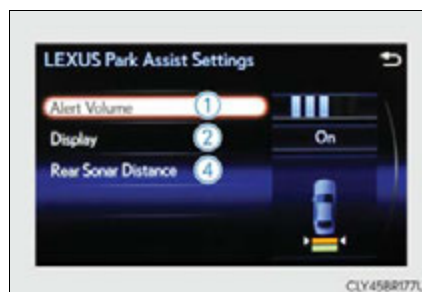 LEXUS Park Assist Settings
Alert Volume 1
Display 2 On
Rear Sonar Distance 4
CLY45BR177U